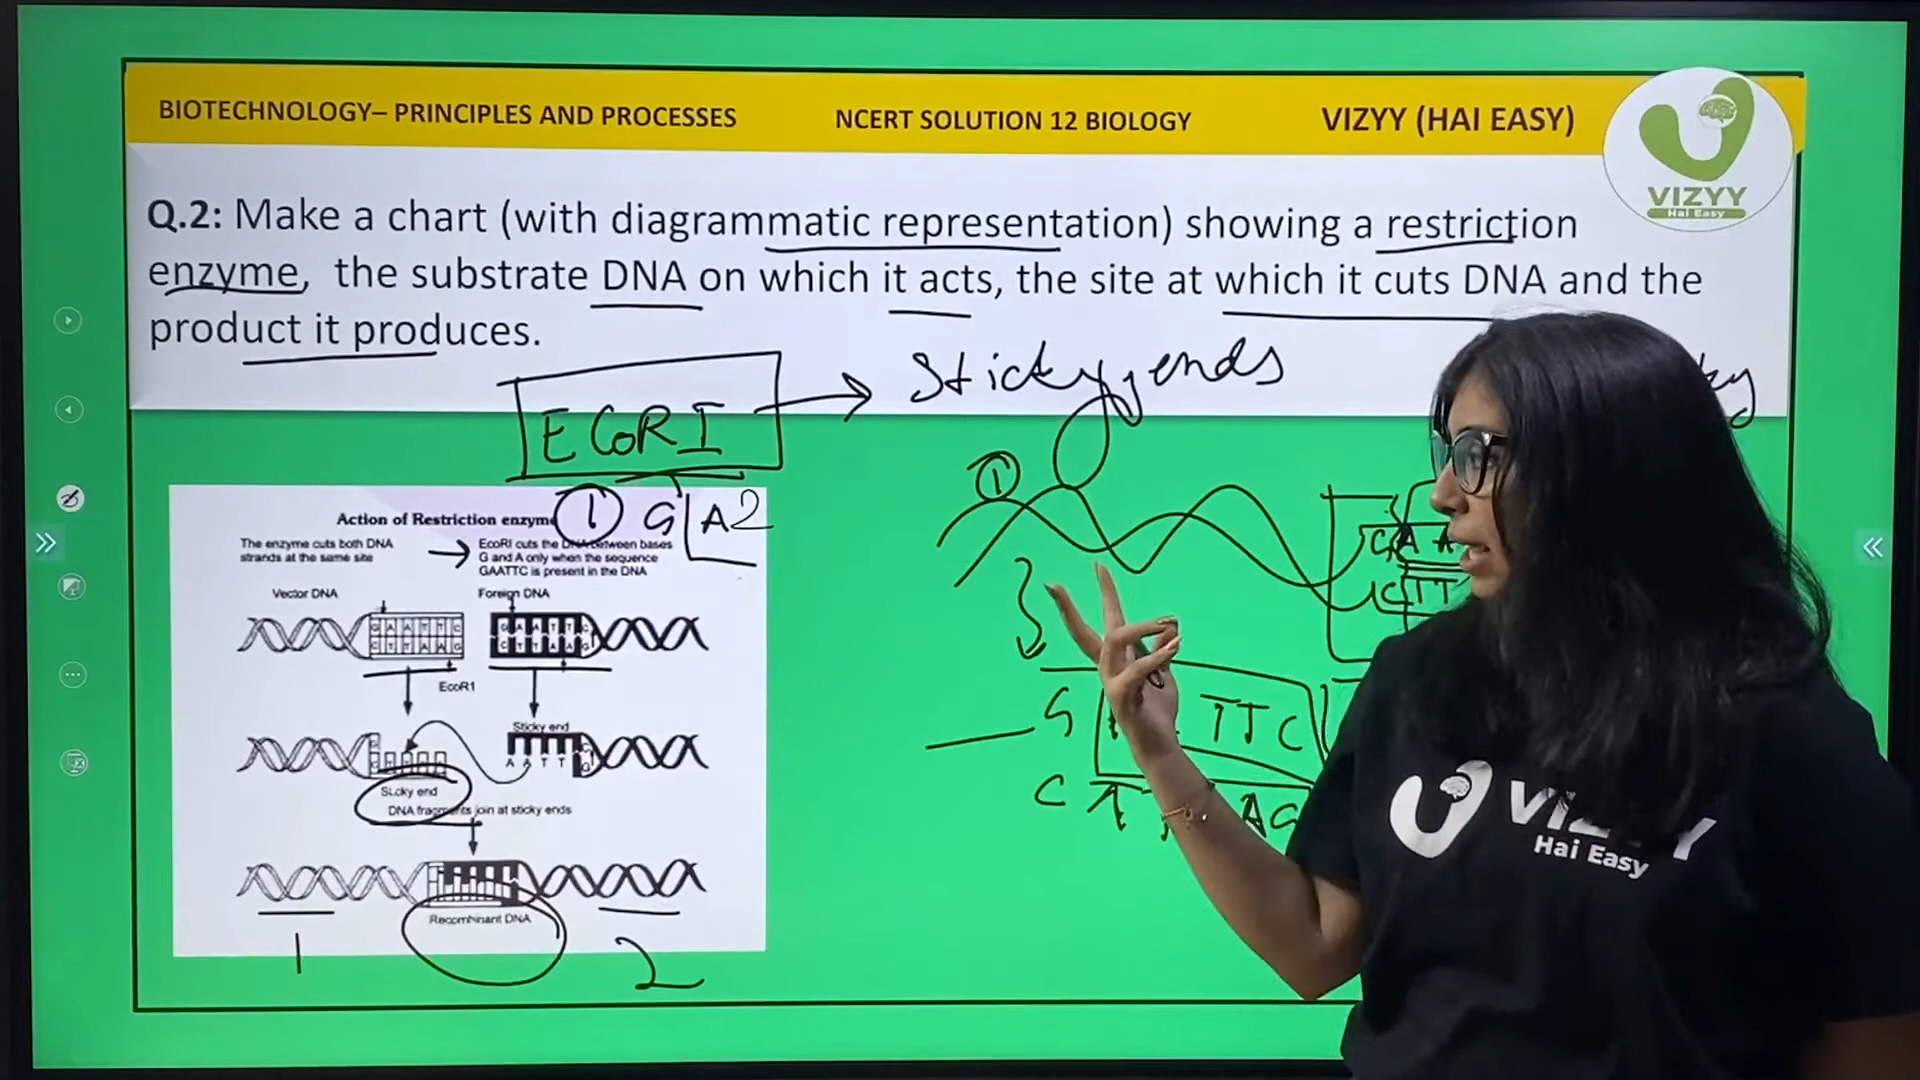 BIOTECHNOLOGY– PRINCIPLES AND PROCESSES NCERT SOLUTION 12 BIOLOGY VIZYY (HAI EASY)
VIZYY
Hai Easy
Q.2: Make a chart (with diagrammatic representation) showing a restriction
enzyme, the substrate DNA on which it acts, the site at which it cuts DNA and the
product it produces.
ECORI → Sticky ends
1 G A 2
1
Action of Restriction
The enzyme cuts both DNA
strands at the same site
EcoRI cuts the DNA between bases
G and A only when the sequence
GAATTC is present in the DNA
Vector DNA
Foreign DNA
G A A T T C
C T T A A G
G A A T T C
C T T A A G
EcoR1
Sticky end
A A T T
DNA fragments join at sticky ends
Recombinant DNA
1 2
G TTC
C AG
Hai Easy